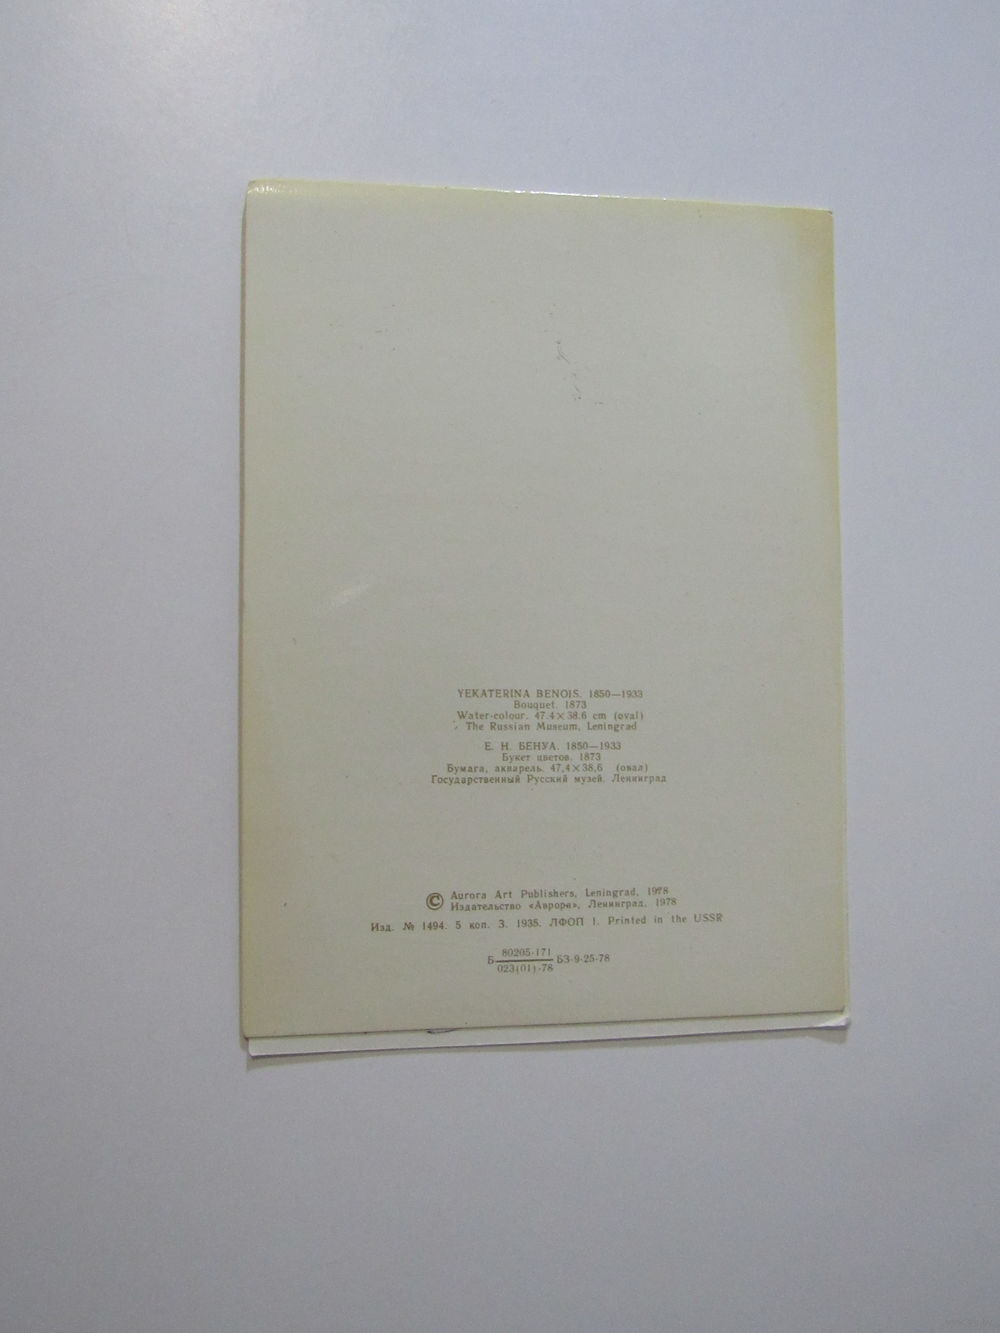 YEKATERINA BENOIS. 1850—1933
Bouquet. 1873
Water-colour. 47.4×38.6 cm (oval)
The Russian Museum, Leningrad
Е. Н. БЕНУА. 1850—1933
Букет цветов. 1873
Бумага, акварель. 47,4×38,6 (овал)
Государственный Русский музей. Ленинград
© Aurora Art Publishers, Leningrad, 1978
Издательство «Аврора», Ленинград, 1978
Изд. № 1494. 5 коп. З. 1935. ЛФОП 1. Printed in the USSR
80205-171
Б БЗ-9-25-78
023(01)-78